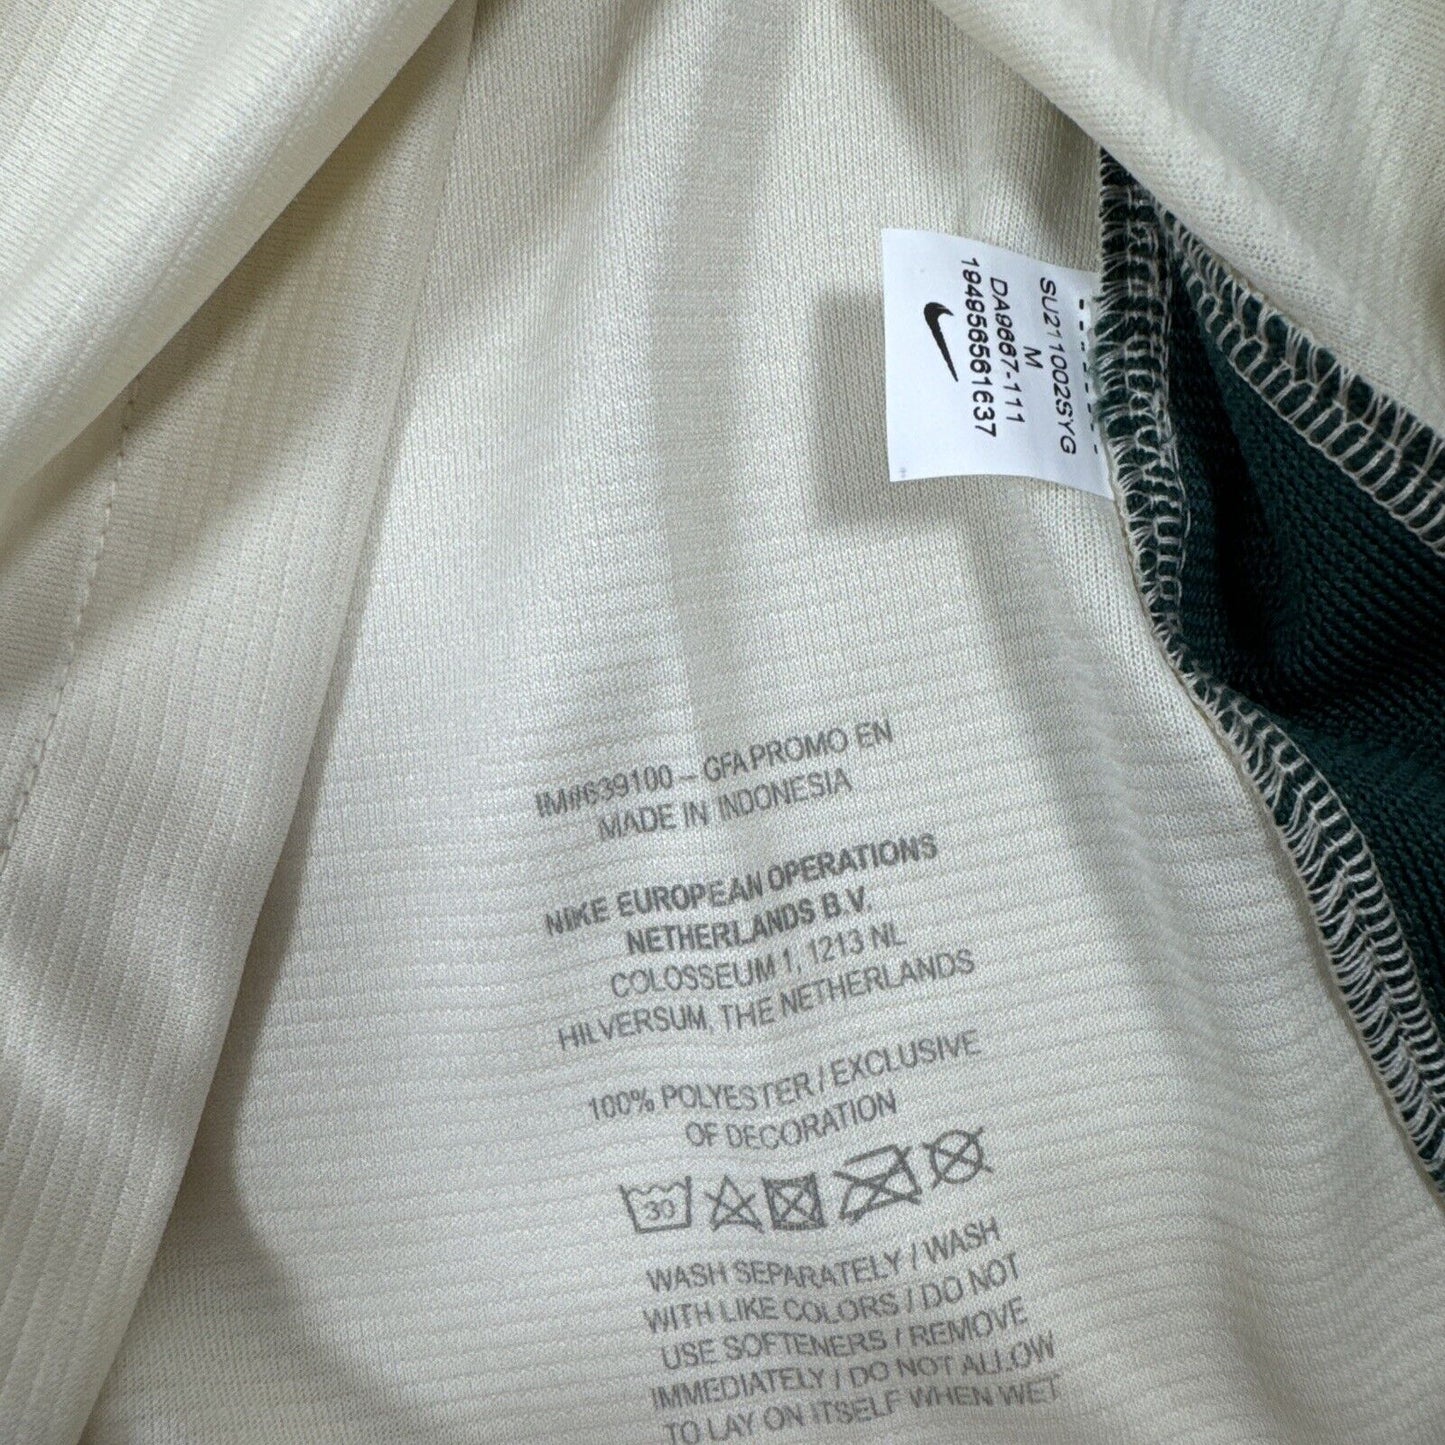 SU211002SYG
M
DA9667-111
194956561637
IM#639100 – GFA PROMO EN
MADE IN INDONESIA
NIKE EUROPEAN OPERATIONS
NETHERLANDS B.V.
COLOSSEUM 1, 1213 NL
HILVERSUM, THE NETHERLANDS
100% POLYESTER / EXCLUSIVE
OF DECORATION
30
WASH SEPARATELY / WASH
WITH LIKE COLORS / DO NOT
USE SOFTENERS / REMOVE
IMMEDIATELY / DO NOT ALLOW
TO LAY ON ITSELF WHEN WET